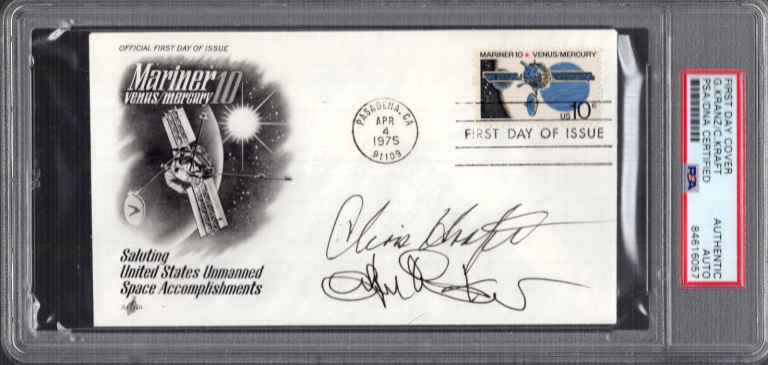 OFFICIAL FIRST DAY OF ISSUE
Mariner 10
venus/mercury
MARINER 10 ★ VENUS/MERCURY
US 10c
PASADENA, CA
APR
4
1975
91109
FIRST DAY OF ISSUE
Chris Kraft
Saluting
United States Unmanned
Space Accomplishments
FIRST DAY COVER
G.KRANZ/C.KRAFT
PSA/DNA CERTIFIED
PSA
AUTHENTIC
AUTO
84616057